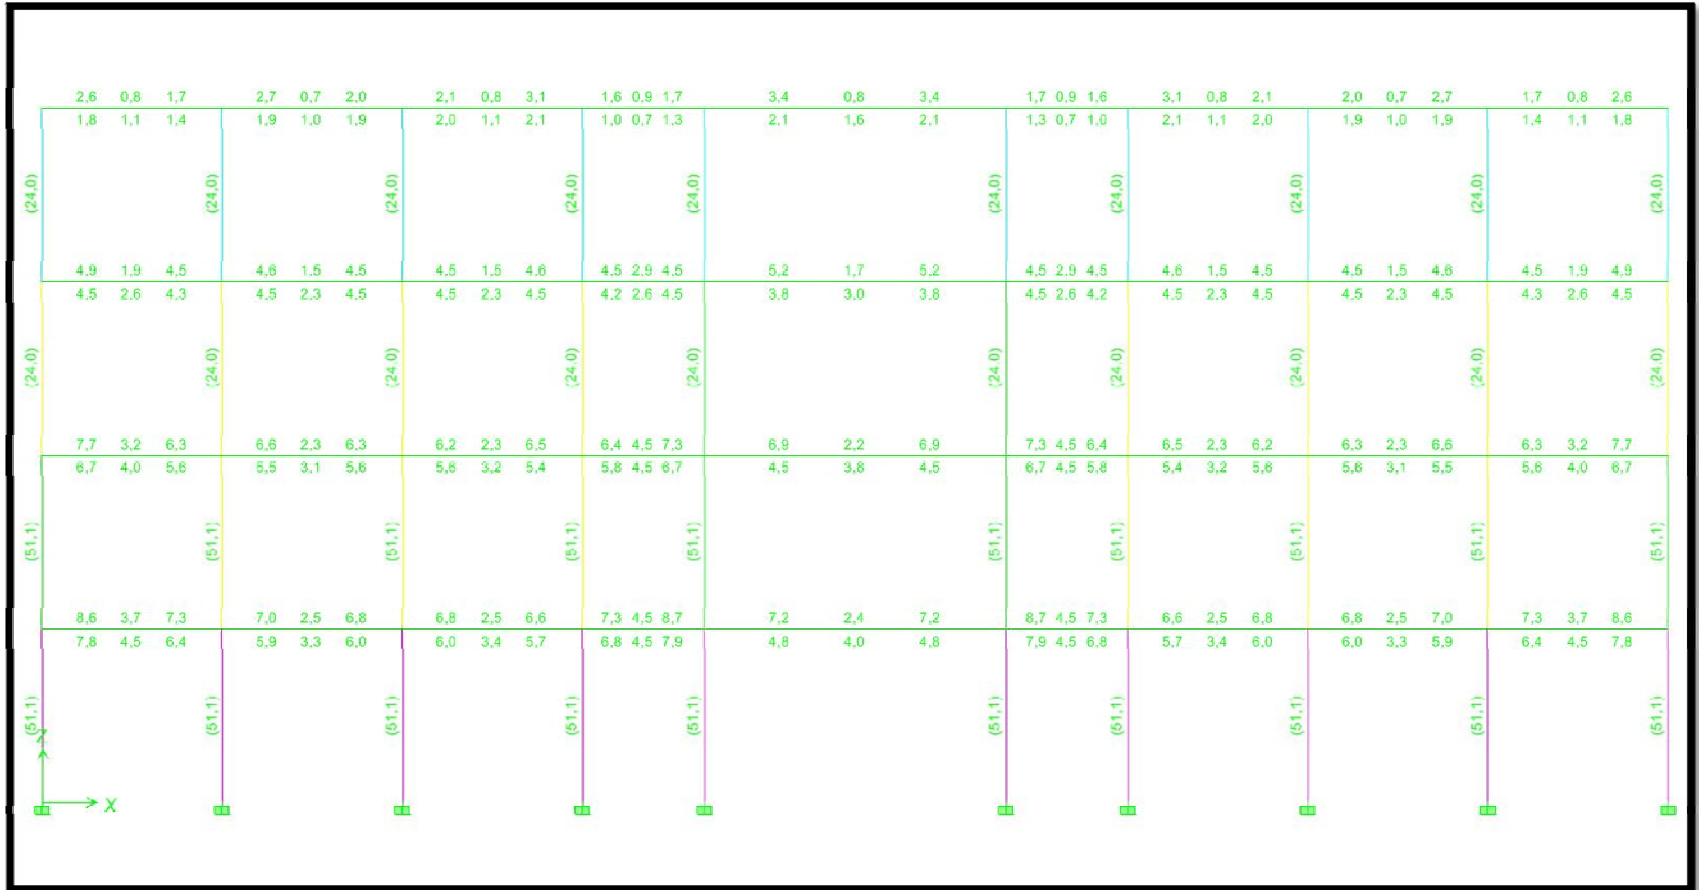 2,6 0,8 1,7 2,7 0,7 2,0 2,1 0,8 3,1 1,6 0,9 1,7 3,4 0,8 3,4 1,7 0,9 1,6 3,1 0,8 2,1 2,0 0,7 2,7 1,7 0,8 2,6
1,8 1,1 1,4 1,9 1,0 1,9 2,0 1,1 2,1 1,0 0,7 1,3 2,1 1,6 2,1 1,3 0,7 1,0 2,1 1,1 2,0 1,9 1,0 1,9 1,4 1,1 1,8
(24,0) (24,0) (24,0) (24,0) (24,0) (24,0) (24,0) (24,0) (24,0) (24,0)
4,9 1,9 4,5 4,6 1,5 4,5 4,5 1,5 4,6 4,5 2,9 4,5 5,2 1,7 5,2 4,5 2,9 4,5 4,6 1,5 4,5 4,5 1,5 4,6 4,5 1,9 4,9
4,5 2,6 4,3 4,5 2,3 4,5 4,5 2,3 4,5 4,2 2,6 4,5 3,8 3,0 3,8 4,5 2,6 4,2 4,5 2,3 4,5 4,5 2,3 4,5 4,3 2,6 4,5
(24,0) (24,0) (24,0) (24,0) (24,0) (24,0) (24,0) (24,0) (24,0) (24,0)
7,7 3,2 6,3 6,6 2,3 6,3 6,2 2,3 6,5 6,4 4,5 7,3 6,9 2,2 6,9 7,3 4,5 6,4 6,5 2,3 6,2 6,3 2,3 6,6 6,3 3,2 7,7
6,7 4,0 5,6 5,5 3,1 5,6 5,6 3,2 5,4 5,8 4,5 6,7 4,5 3,8 4,5 6,7 4,5 5,8 5,4 3,2 5,6 5,6 3,1 5,5 5,6 4,0 6,7
(51,1) (51,1) (51,1) (51,1) (51,1) (51,1) (51,1) (51,1) (51,1) (51,1)
8,6 3,7 7,3 7,0 2,5 6,8 6,8 2,5 6,6 7,3 4,5 8,7 7,2 2,4 7,2 8,7 4,5 7,3 6,6 2,5 6,8 6,8 2,5 7,0 7,3 3,7 8,6
7,8 4,5 6,4 5,9 3,3 6,0 6,0 3,4 5,7 6,8 4,5 7,9 4,8 4,0 4,8 7,9 4,5 6,8 5,7 3,4 6,0 6,0 3,3 5,9 6,4 4,5 7,8
(51,1) (51,1) (51,1) (51,1) (51,1) (51,1) (51,1) (51,1) (51,1) (51,1)
Z
X